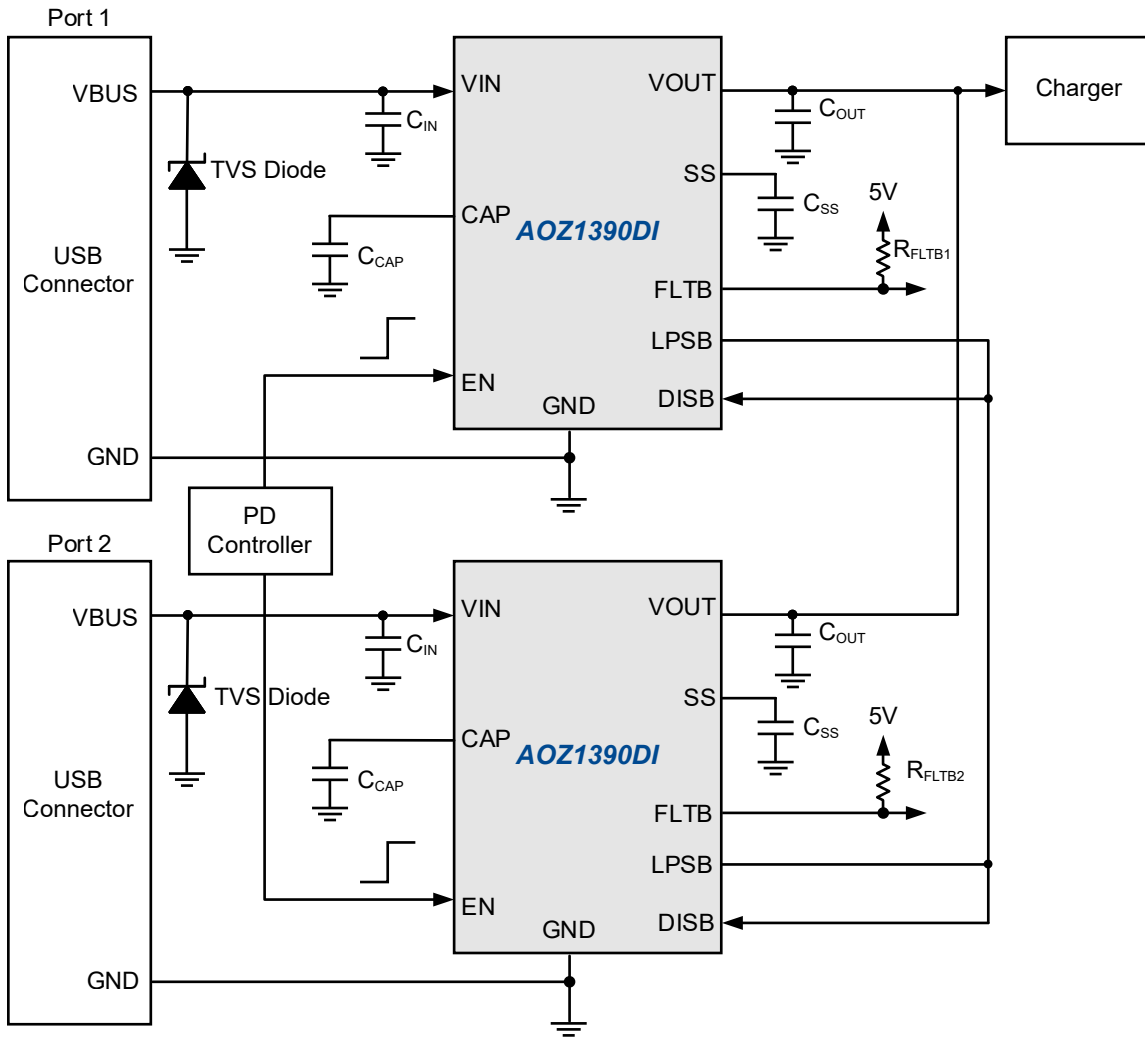 Port 1
VBUS
USB
Connector
GND
TVS Diode
CIN
CCAP
VIN
CAP
EN
GND
AOZ1390DI
VOUT
SS
FLTB
LPSB
DISB
COUT
CSS
5V
RFLTB1
Charger
PD
Controller
Port 2
VBUS
USB
Connector
GND
TVS Diode
CIN
CCAP
VIN
CAP
EN
GND
AOZ1390DI
VOUT
SS
FLTB
LPSB
DISB
COUT
CSS
5V
RFLTB2